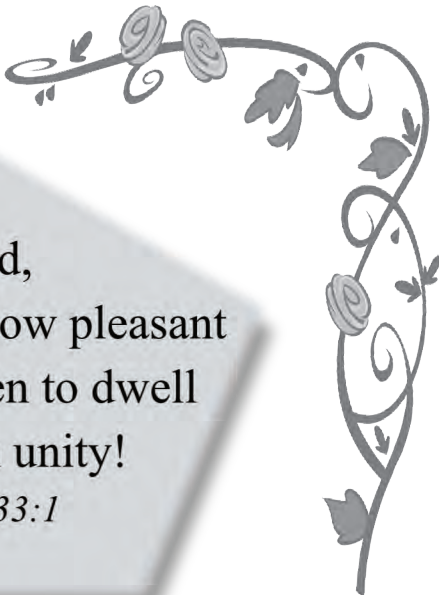 d,
ow pleasant
en to dwell
unity!
33:1